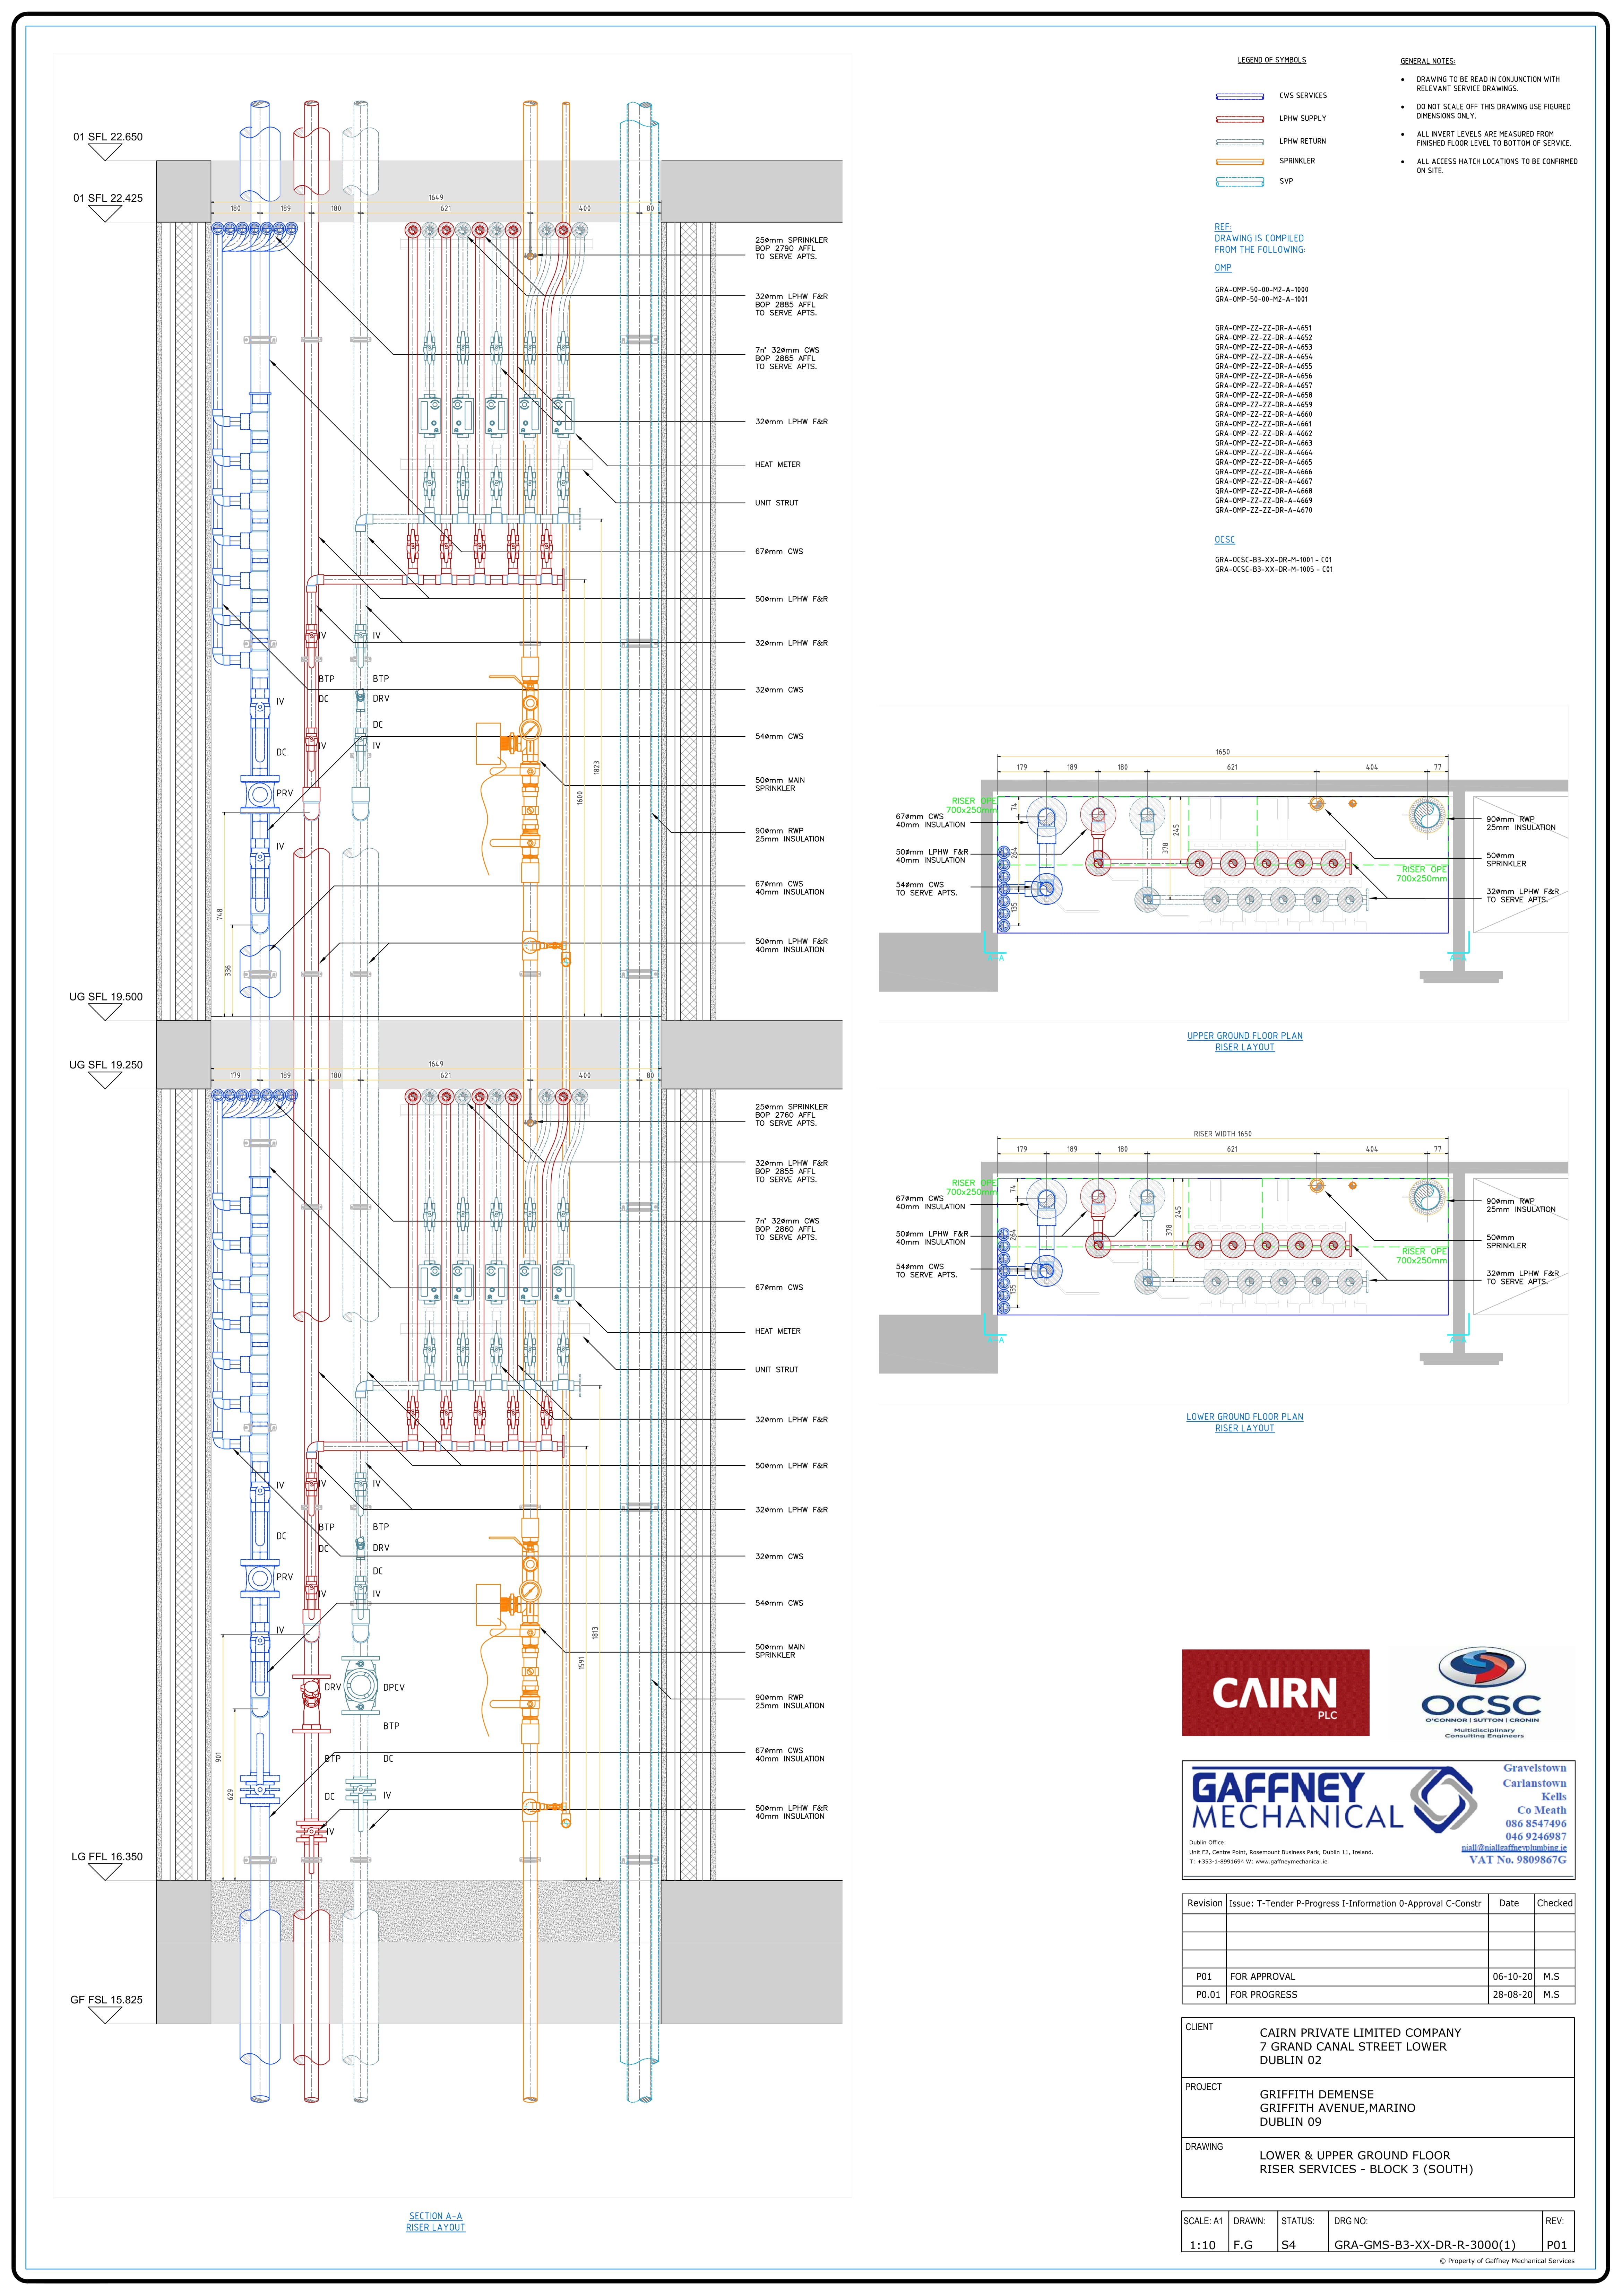 LEGEND OF SYMBOLS
CWS SERVICES
LPHW SUPPLY
LPHW RETURN
SPRINKLER
SVP
GENERAL NOTES:
• DRAWING TO BE READ IN CONJUNCTION WITH
RELEVANT SERVICE DRAWINGS.
• DO NOT SCALE OFF THIS DRAWING USE FIGURED
DIMENSIONS ONLY.
• ALL INVERT LEVELS ARE MEASURED FROM
FINISHED FLOOR LEVEL TO BOTTOM OF SERVICE.
• ALL ACCESS HATCH LOCATIONS TO BE CONFIRMED
ON SITE.
REF:
DRAWING IS COMPILED
FROM THE FOLLOWING:
OMP
GRA-OMP-50-00-M2-A-1000
GRA-OMP-50-00-M2-A-1001
GRA-OMP-ZZ-ZZ-DR-A-4651
GRA-OMP-ZZ-ZZ-DR-A-4652
GRA-OMP-ZZ-ZZ-DR-A-4653
GRA-OMP-ZZ-ZZ-DR-A-4654
GRA-OMP-ZZ-ZZ-DR-A-4655
GRA-OMP-ZZ-ZZ-DR-A-4656
GRA-OMP-ZZ-ZZ-DR-A-4657
GRA-OMP-ZZ-ZZ-DR-A-4658
GRA-OMP-ZZ-ZZ-DR-A-4659
GRA-OMP-ZZ-ZZ-DR-A-4660
GRA-OMP-ZZ-ZZ-DR-A-4661
GRA-OMP-ZZ-ZZ-DR-A-4662
GRA-OMP-ZZ-ZZ-DR-A-4663
GRA-OMP-ZZ-ZZ-DR-A-4664
GRA-OMP-ZZ-ZZ-DR-A-4665
GRA-OMP-ZZ-ZZ-DR-A-4666
GRA-OMP-ZZ-ZZ-DR-A-4667
GRA-OMP-ZZ-ZZ-DR-A-4668
GRA-OMP-ZZ-ZZ-DR-A-4669
GRA-OMP-ZZ-ZZ-DR-A-4670
OCSC
GRA-OCSC-B3-XX-DR-M-1001 - C01
GRA-OCSC-B3-XX-DR-M-1005 - C01
01 SFL 22.650
01 SFL 22.425
1649
180 189 180 621 400 80
25ømm SPRINKLER
BOP 2790 AFFL
TO SERVE APTS.
32ømm LPHW F&R
BOP 2885 AFFL
TO SERVE APTS.
7n° 32ømm CWS
BOP 2885 AFFL
TO SERVE APTS.
32ømm LPHW F&R
HEAT METER
UNIT STRUT
67ømm CWS
50ømm LPHW F&R
32ømm LPHW F&R
32ømm CWS
54ømm CWS
50ømm MAIN
SPRINKLER
90ømm RWP
25mm INSULATION
67ømm CWS
40mm INSULATION
50ømm LPHW F&R
40mm INSULATION
IV IV
BTP BTP
DC DRV
IV
DC
IV IV
DC
PRV
IV
1823
1600
748
336
UG SFL 19.500
UG SFL 19.250
1649
179 189 180 621 400 80
25ømm SPRINKLER
BOP 2760 AFFL
TO SERVE APTS.
32ømm LPHW F&R
BOP 2855 AFFL
TO SERVE APTS.
7n° 32ømm CWS
BOP 2860 AFFL
TO SERVE APTS.
67ømm CWS
HEAT METER
UNIT STRUT
32ømm LPHW F&R
50ømm LPHW F&R
32ømm LPHW F&R
32ømm CWS
54ømm CWS
50ømm MAIN
SPRINKLER
90ømm RWP
25mm INSULATION
67ømm CWS
40mm INSULATION
50ømm LPHW F&R
40mm INSULATION
IV IV IV
BTP BTP
DC
DC DRV
DC
PRV
IV IV
IV
DRV DPCV
BTP
BTP DC
DC IV
IV
1813
1591
901
629
LG FFL 16.350
GF FSL 15.825
SECTION A-A
RISER LAYOUT
1650
179 189 180 621 404 77
RISER OPE
700x250mm
67ømm CWS
40mm INSULATION
50ømm LPHW F&R
40mm INSULATION
54ømm CWS
TO SERVE APTS.
74
264
135
245
378
90ømm RWP
25mm INSULATION
50ømm
SPRINKLER
RISER OPE
700x250mm
32ømm LPHW F&R
TO SERVE APTS.
A-A A-A
UPPER GROUND FLOOR PLAN
RISER LAYOUT
RISER WIDTH 1650
179 189 180 621 404 77
RISER OPE
700x250mm
67ømm CWS
40mm INSULATION
50ømm LPHW F&R
40mm INSULATION
54ømm CWS
TO SERVE APTS.
74
264
135
245
378
90ømm RWP
25mm INSULATION
50ømm
SPRINKLER
RISER OPE
700x250mm
32ømm LPHW F&R
TO SERVE APTS.
A-A A-A
LOWER GROUND FLOOR PLAN
RISER LAYOUT
CAIRN
PLC
OCSC
O'CONNOR | SUTTON | CRONIN
Multidisciplinary
Consulting Engineers
GAFFNEY
MECHANICAL
Dublin Office:
Unit F2, Centre Point, Rosemount Business Park, Dublin 11, Ireland.
T: +353-1-8991694 W: www.gaffneymechanical.ie
Gravelstown
Carlanstown
Kells
Co Meath
086 8547496
046 9246987
niall@niallgaffneyplumbing.ie
VAT No. 9809867G
Revision Issue: T-Tender P-Progress I-Information 0-Approval C-Constr Date Checked
P01 FOR APPROVAL 06-10-20 M.S
P0.01 FOR PROGRESS 28-08-20 M.S
CLIENT
CAIRN PRIVATE LIMITED COMPANY
7 GRAND CANAL STREET LOWER
DUBLIN 02
PROJECT
GRIFFITH DEMENSE
GRIFFITH AVENUE,MARINO
DUBLIN 09
DRAWING
LOWER & UPPER GROUND FLOOR
RISER SERVICES - BLOCK 3 (SOUTH)
SCALE: A1 DRAWN: STATUS: DRG NO: REV:
1:10 F.G S4 GRA-GMS-B3-XX-DR-R-3000(1) P01
© Property of Gaffney Mechanical Services